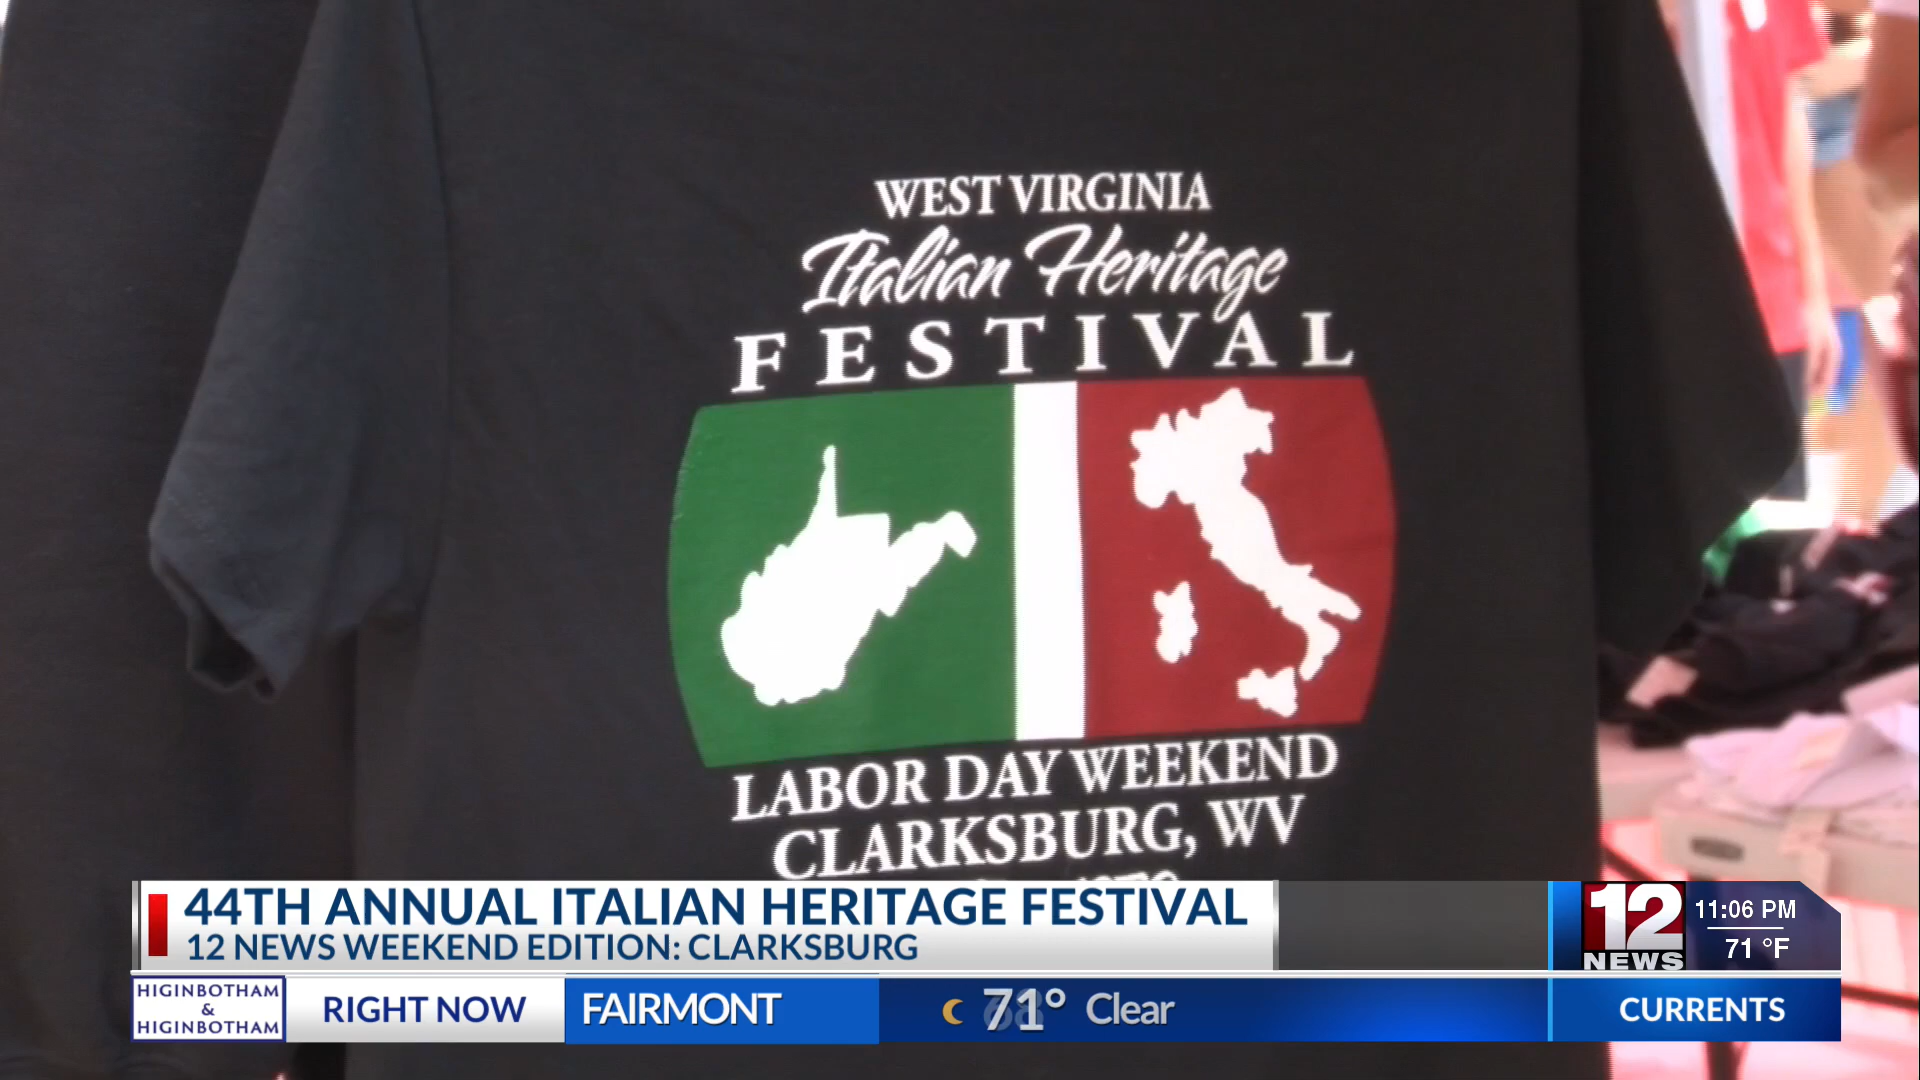 WEST VIRGINIA
Italian Heritage
FESTIVAL
LABOR DAY WEEKEND
CLARKSBURG, WV
44TH ANNUAL ITALIAN HERITAGE FESTIVAL
12 NEWS WEEKEND EDITION: CLARKSBURG
12
NEWS
11:06 PM
71 °F
HIGINBOTHAM
&
HIGINBOTHAM
RIGHT NOW
FAIRMONT
71° Clear
CURRENTS